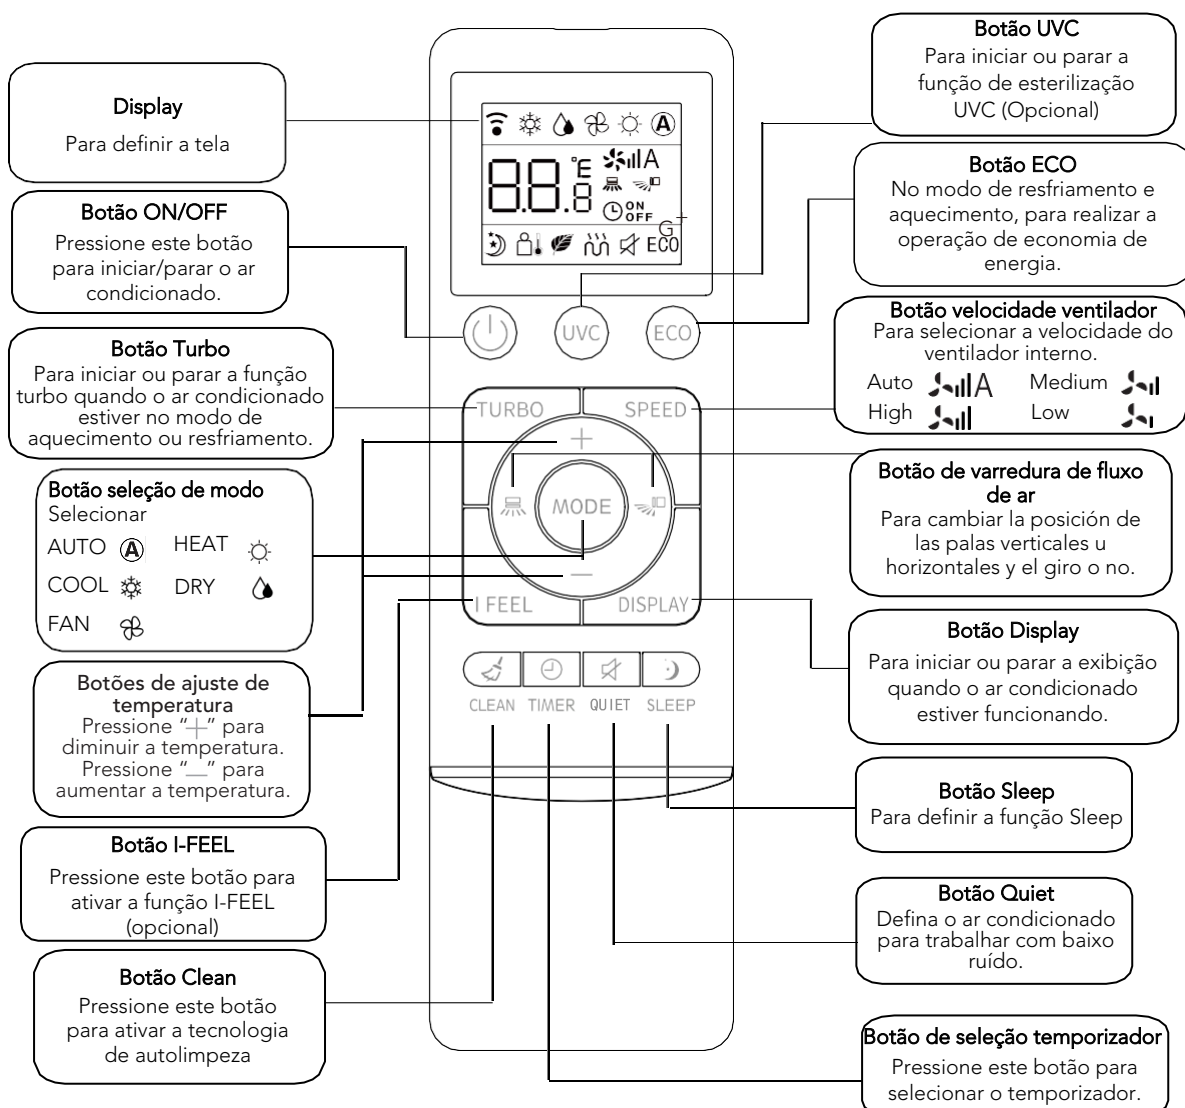 Display
Para definir a tela
Botão ON/OFF
Pressione este botão
para iniciar/parar o ar
condicionado.
Botão Turbo
Para iniciar ou parar a função
turbo quando o ar condicionado
estiver no modo de
aquecimento ou resfriamento.
Botão seleção de modo
Selecionar
AUTO A HEAT
COOL DRY
FAN
Botões de ajuste de
temperatura
Pressione “+” para
diminuir a temperatura.
Pressione “—” para
aumentar a temperatura.
Botão I-FEEL
Pressione este botão para
ativar a função I-FEEL
(opcional)
Botão Clean
Pressione este botão
para ativar a tecnologia
de autolimpeza
A
88.8 °E A
ON
OFF
G+
ECO
UVC ECO
TURBO SPEED
+
MODE
—
I FEEL DISPLAY
CLEAN TIMER QUIET SLEEP
Botão UVC
Para iniciar ou parar a
função de esterilização
UVC (Opcional)
Botão ECO
No modo de resfriamento e
aquecimento, para realizar a
operação de economia de
energia.
Botão velocidade ventilador
Para selecionar a velocidade do
ventilador interno.
Auto A Medium
High Low
Botão de varredura de fluxo
de ar
Para cambiar la posición de
las palas verticales u
horizontales y el giro o no.
Botão Display
Para iniciar ou parar a exibição
quando o ar condicionado
estiver funcionando.
Botão Sleep
Para definir a função Sleep
Botão Quiet
Defina o ar condicionado
para trabalhar com baixo
ruído.
Botão de seleção temporizador
Pressione este botão para
selecionar o temporizador.